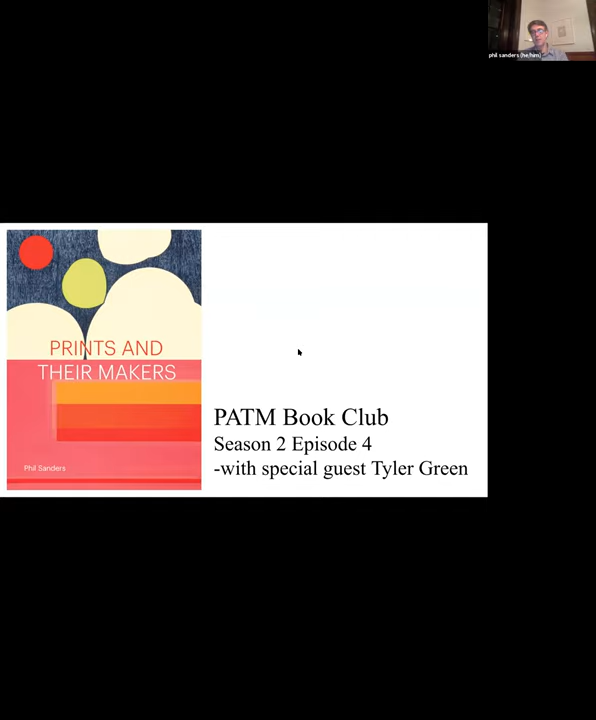 phil sanders (he/him)
PRINTS AND
THEIR MAKERS
Phil Sanders
PATM Book Club
Season 2 Episode 4
-with special guest Tyler Green